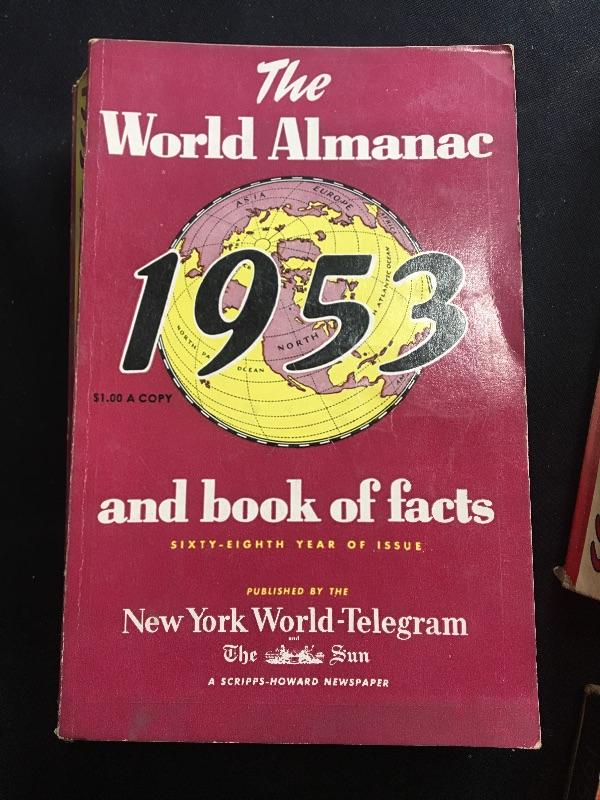 The
World Almanac
ASIA
EUROPE
1953
ATLANTIC OCEAN
NORTH
NORTH
OCEAN
$1.00 A COPY
and book of facts
SIXTY-EIGHTH YEAR OF ISSUE
PUBLISHED BY THE
New York World-Telegram
and
The Sun
A SCRIPPS-HOWARD NEWSPAPER